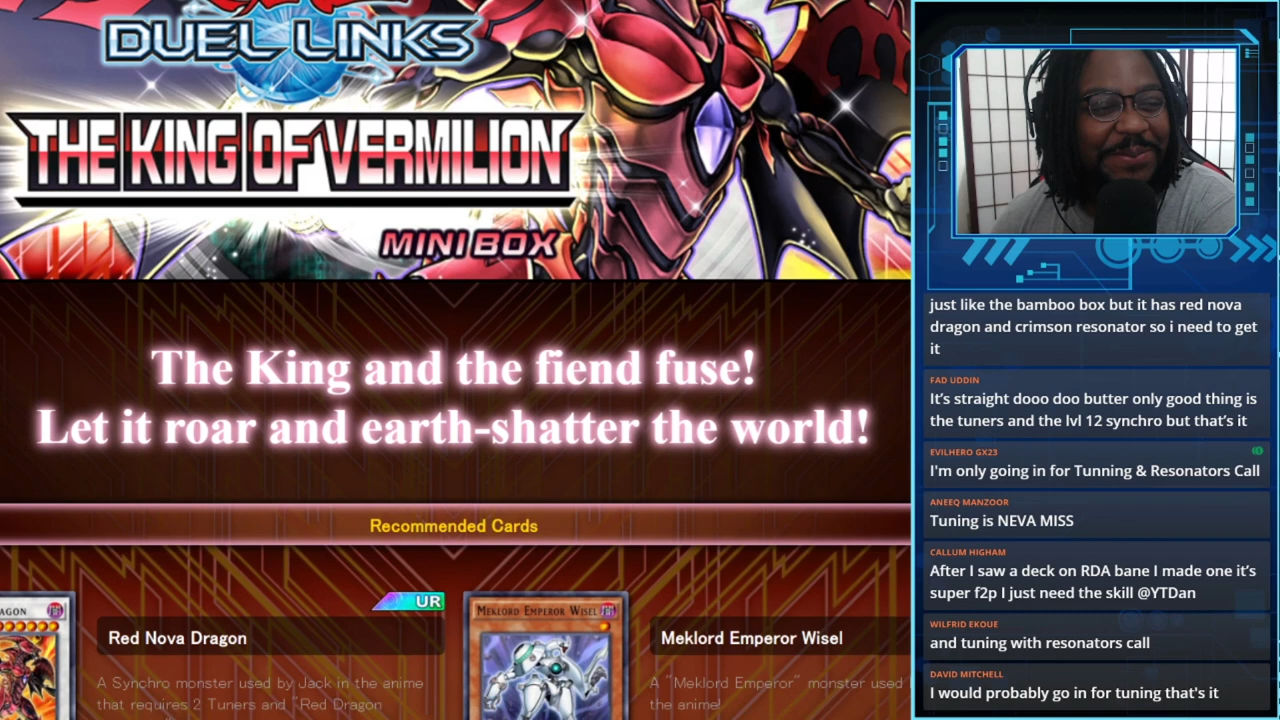 DUEL LINKS
THE KING OF VERMILION
MINI BOX
The King and the fiend fuse!
Let it roar and earth-shatter the world!
Recommended Cards
UR
Red Nova Dragon
A Synchro monster used by Jack in the anime
that requires 2 Tuners and "Red Dragon
MEKLORD EMPEROR WISEL
Meklord Emperor Wisel
A "Meklord Emperor" monster used
the anime!
just like the bamboo box but it has red nova
dragon and crimson resonator so i need to get
it
FAD UDDIN
It’s straight dooo doo butter only good thing is
the tuners and the lvl 12 synchro but that’s it
EVILHERO GX23
I'm only going in for Tunning & Resonators Call
ANEEQ MANZOOR
Tuning is NEVA MISS
CALLUM HIGHAM
After I saw a deck on RDA bane I made one it’s
super f2p I just need the skill @YTDan
WILFRID EKOUE
and tuning with resonators call
DAVID MITCHELL
I would probably go in for tuning that's it